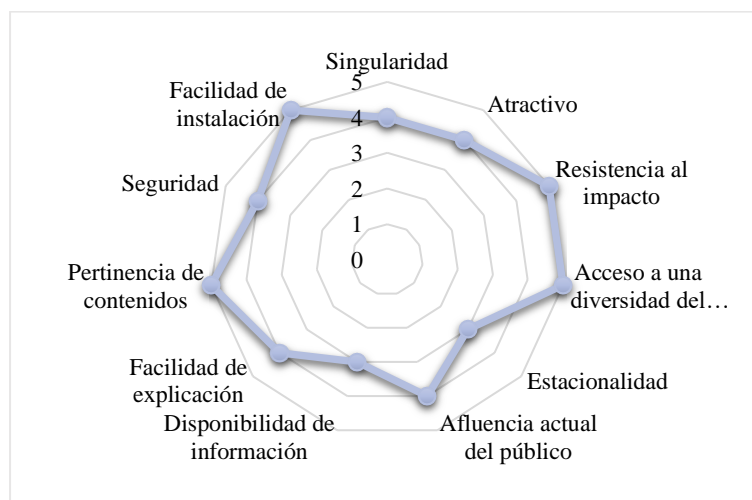 Singularidad
Atractivo
Resistencia al
impacto
Acceso a una
diversidad del…
Estacionalidad
Afluencia actual
del público
Disponibilidad de
información
Facilidad de
explicación
Pertinencia de
contenidos
Seguridad
Facilidad de
instalación
5
4
3
2
1
0